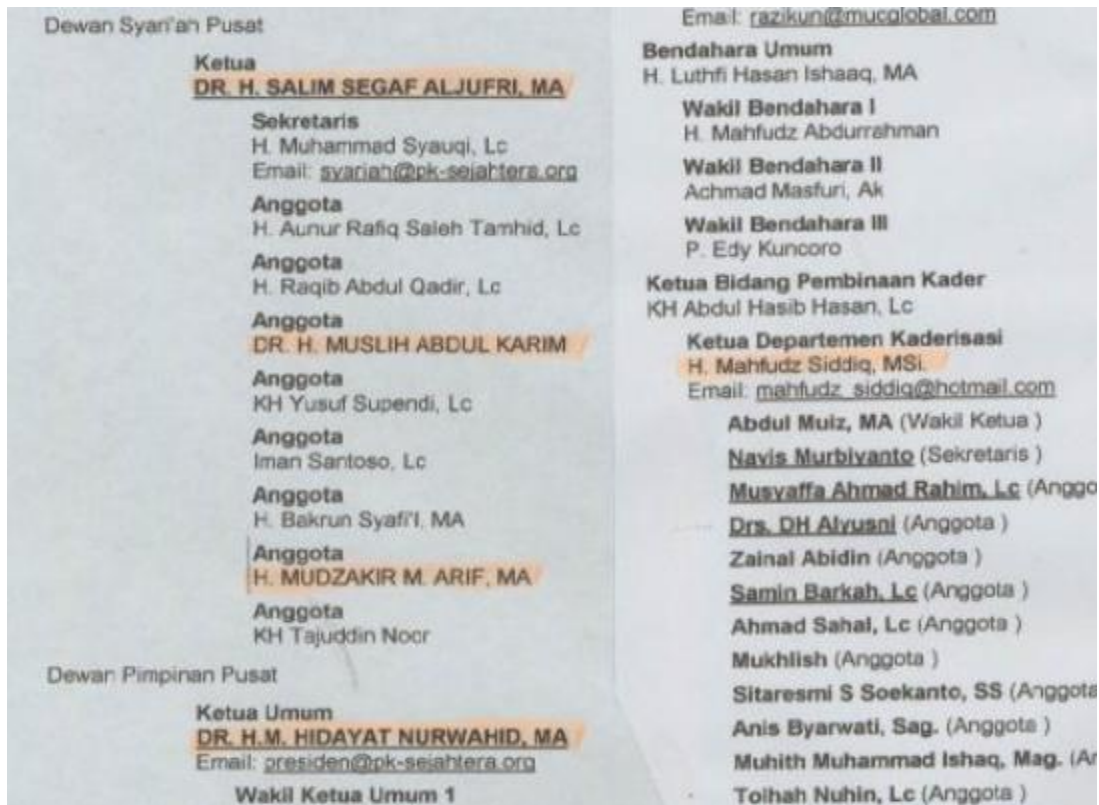 Dewan Syari'ah Pusat
Ketua
DR. H. SALIM SEGAF ALJUFRI, MA
Sekretaris
H. Muhammad Syauqi, Lc
Email: syariah@pk-sejahtera.org
Anggota
H. Aunur Rafiq Saleh Tamhid, Lc
Anggota
H. Raqib Abdul Qadir, Lc
Anggota
DR. H. MUSLIH ABDUL KARIM
Anggota
KH Yusuf Supendi, Lc
Anggota
Iman Santoso, Lc
Anggota
H. Bakrun Syafi'I. MA
Anggota
H. MUDZAKIR M. ARIF, MA
Anggota
KH Tajuddin Nocr
Dewan Pimpinan Pusat
Ketua Umum
DR. H.M. HIDAYAT NURWAHID, MA
Email: presiden@pk-sejahtera.org
Wakil Ketua Umum 1
Email: razikun@mucglobal.com
Bendahara Umum
H. Luthfi Hasan Ishaaq, MA
Wakil Bendahara I
H. Mahfudz Abdurrahman
Wakil Bendahara II
Achmad Masfuri, Ak
Wakil Bendahara III
P. Edy Kuncoro
Ketua Bidang Pembinaan Kader
KH Abdul Hasib Hasan, Lc
Ketua Departemen Kaderisasi
H. Mahfudz Siddiq, MSi.
Email: mahfudz_siddiq@hotmail.com
Abdul Muiz, MA (Wakil Ketua )
Navis Murbiyanto (Sekretaris )
Musyaffa Ahmad Rahim, Lc (Anggo
Drs. DH Alyusni (Anggota )
Zainal Abidin (Anggota )
Samin Barkah, Lc (Anggota )
Ahmad Sahal, Lc (Anggota )
Mukhlish (Anggota )
Sitaresmi S Soekanto, SS (Anggota
Anis Byarwati, Sag. (Anggota )
Muhith Muhammad Ishaq, Mag. (An
Tolhah Nuhin, Lc (Anggota )